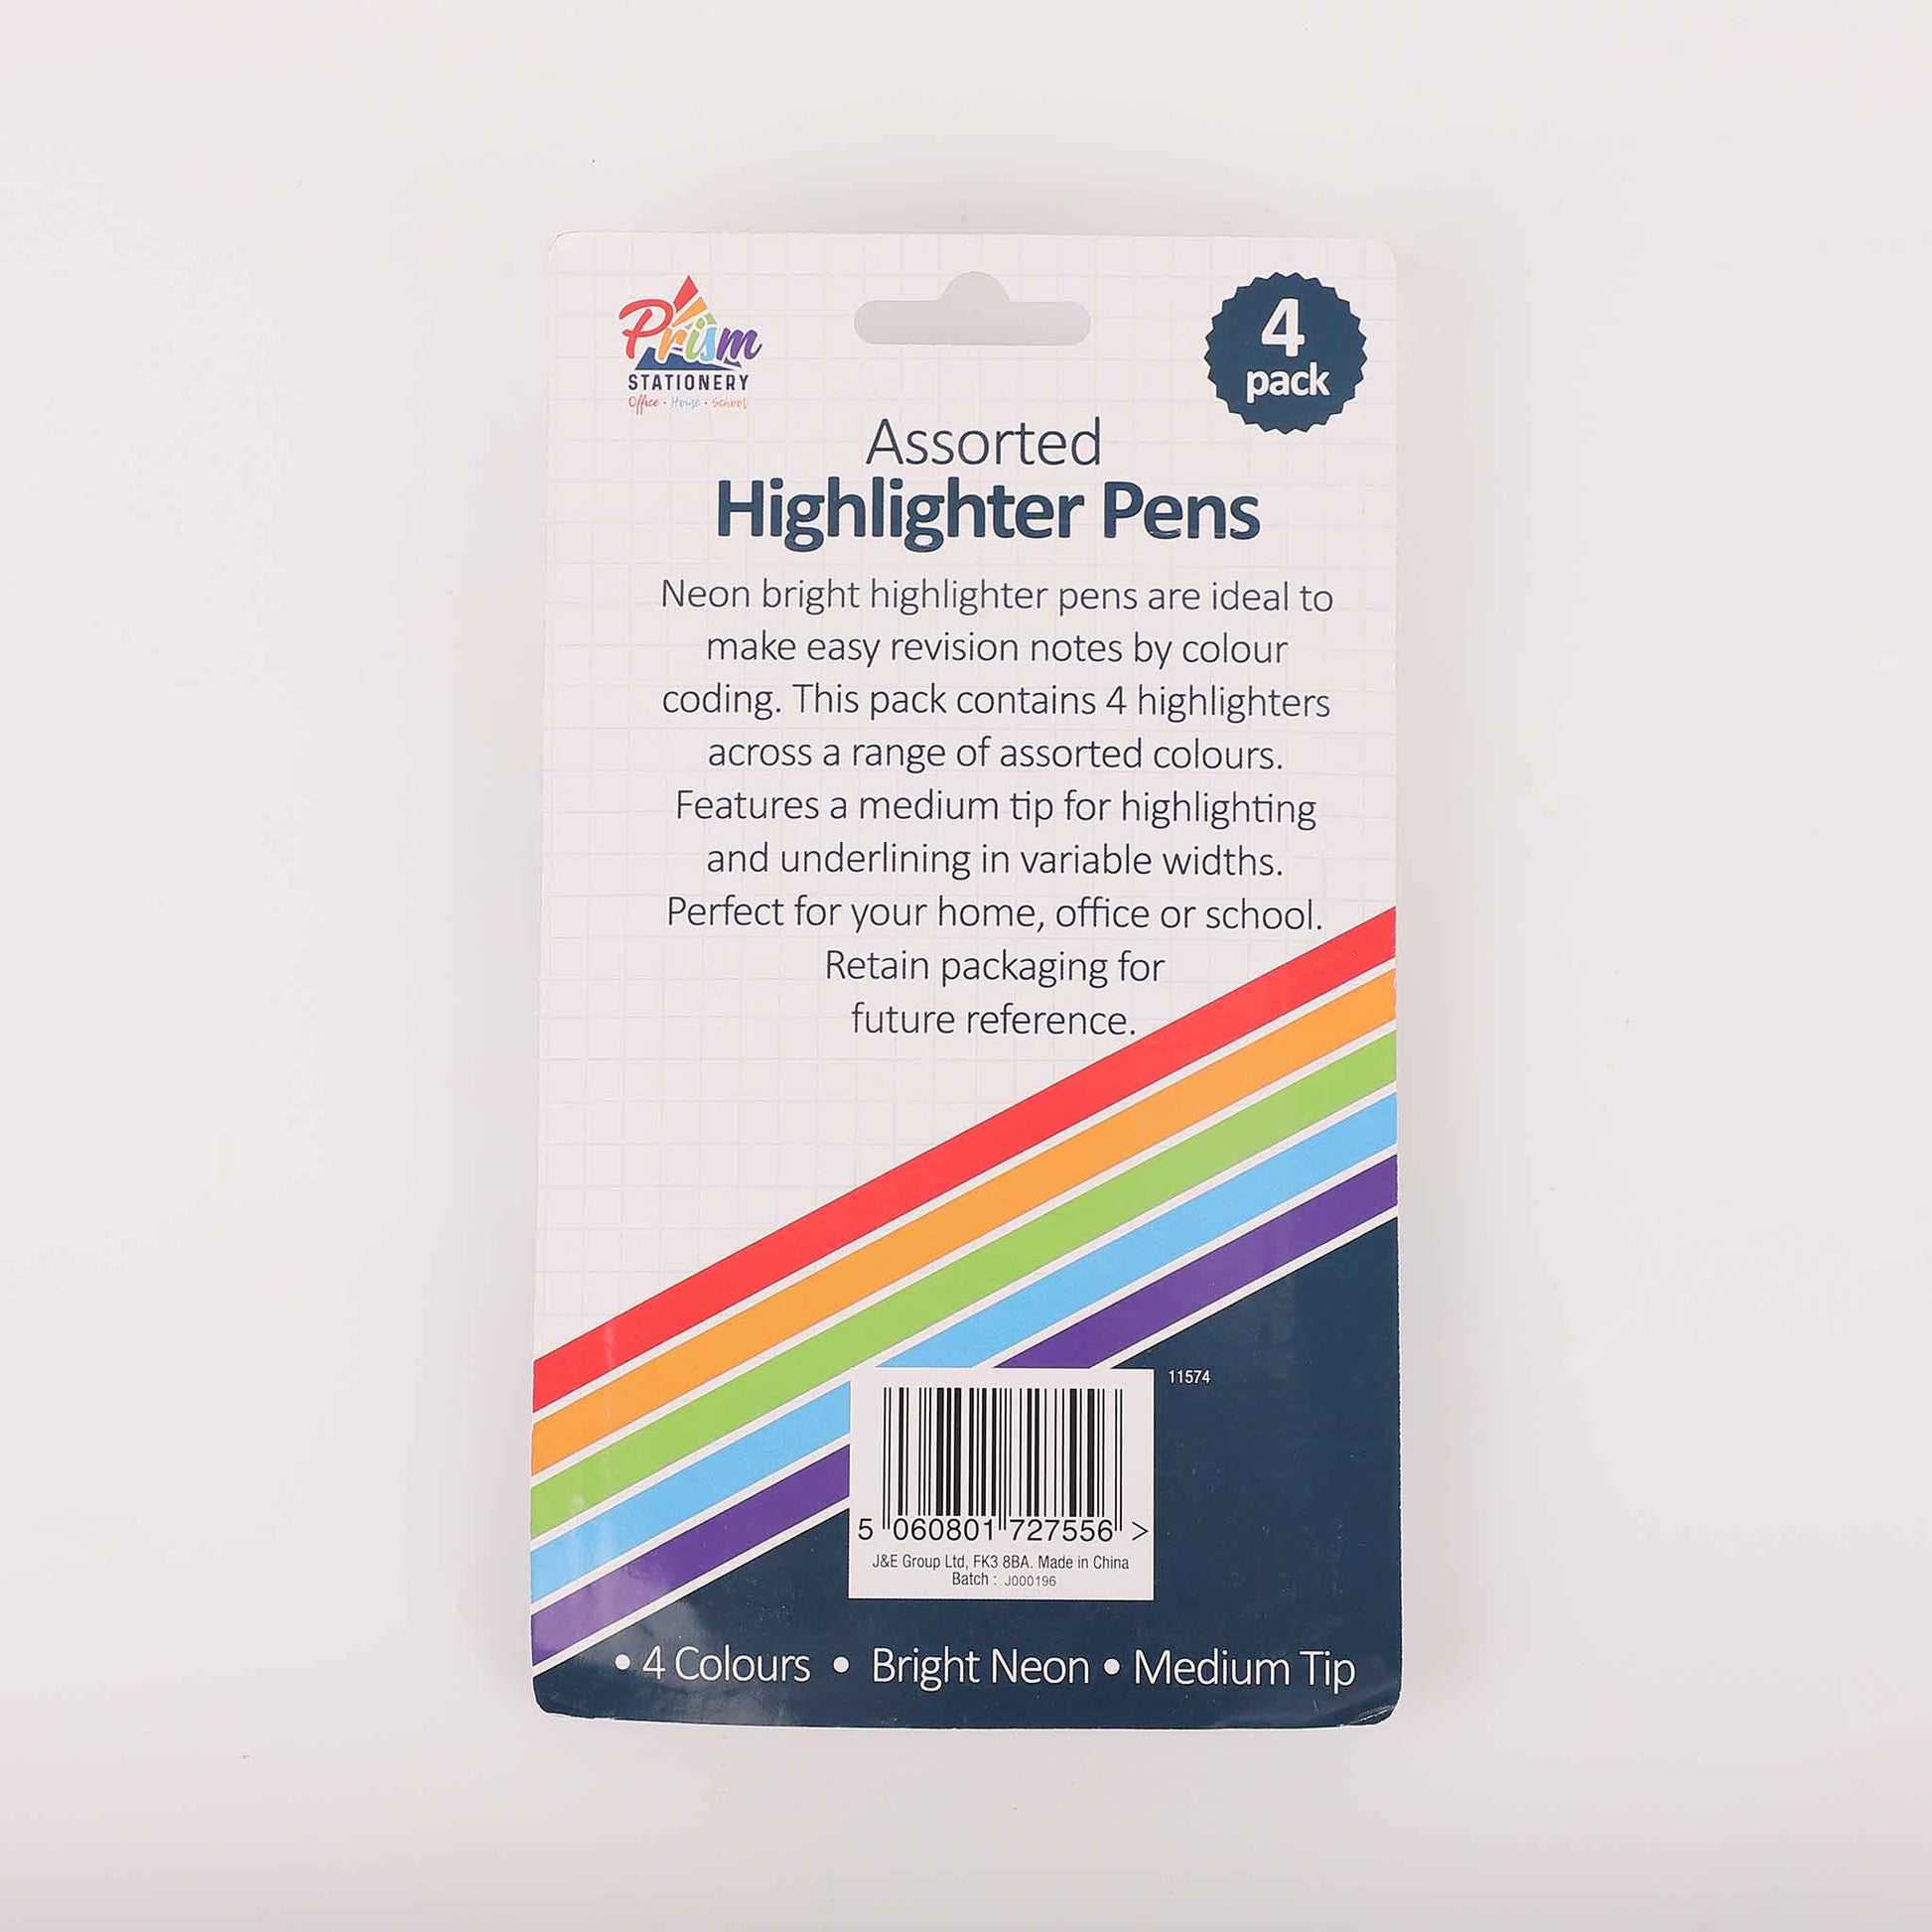 Prism
STATIONERY
Office • Home • School
4
pack
Assorted
Highlighter Pens
Neon bright highlighter pens are ideal to
make easy revision notes by colour
coding. This pack contains 4 highlighters
across a range of assorted colours.
Features a medium tip for highlighting
and underlining in variable widths.
Perfect for your home, office or school.
Retain packaging for
future reference.
11574
5 060801 727556 >
J&E Group Ltd, FK3 8BA. Made in China
Batch : J000196
• 4 Colours • Bright Neon • Medium Tip